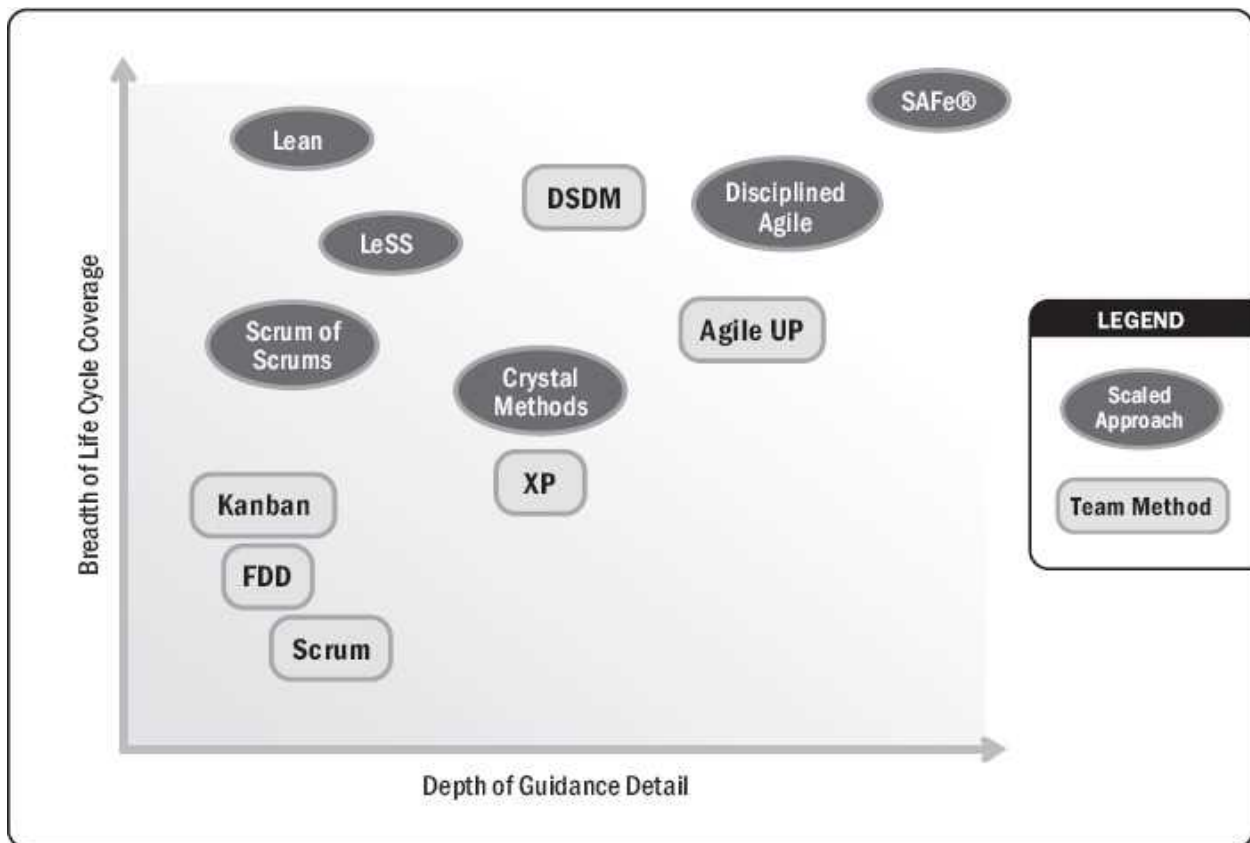 SAFe®
Lean
DSDM
Disciplined
Agile
LeSS
Scrum of
Scrums
Agile UP
Crystal
Methods
XP
Kanban
FDD
Scrum
Breadth of Life Cycle Coverage
Depth of Guidance Detail
LEGEND
Scaled
Approach
Team Method